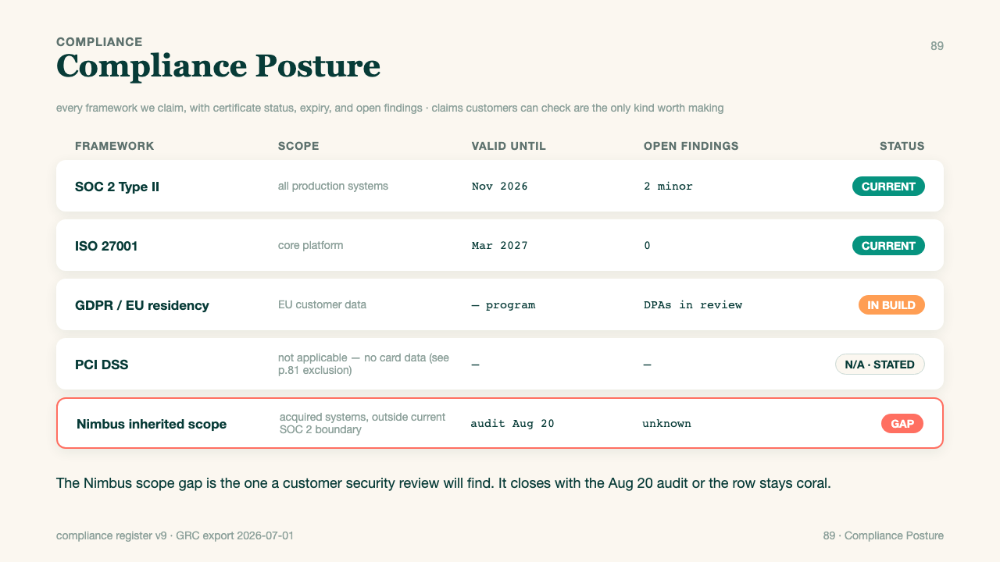 COMPLIANCE
89
Compliance Posture
every framework we claim, with certificate status, expiry, and open findings · claims customers can check are the only kind worth making
FRAMEWORK SCOPE VALID UNTIL OPEN FINDINGS STATUS
SOC 2 Type II all production systems Nov 2026 2 minor CURRENT
ISO 27001 core platform Mar 2027 0 CURRENT
GDPR / EU residency EU customer data — program DPAs in review IN BUILD
PCI DSS not applicable — no card data (see
p.81 exclusion) — — N/A · STATED
Nimbus inherited scope acquired systems, outside current
SOC 2 boundary audit Aug 20 unknown GAP
The Nimbus scope gap is the one a customer security review will find. It closes with the Aug 20 audit or the row stays coral.
compliance register v9 · GRC export 2026-07-01
89 · Compliance Posture